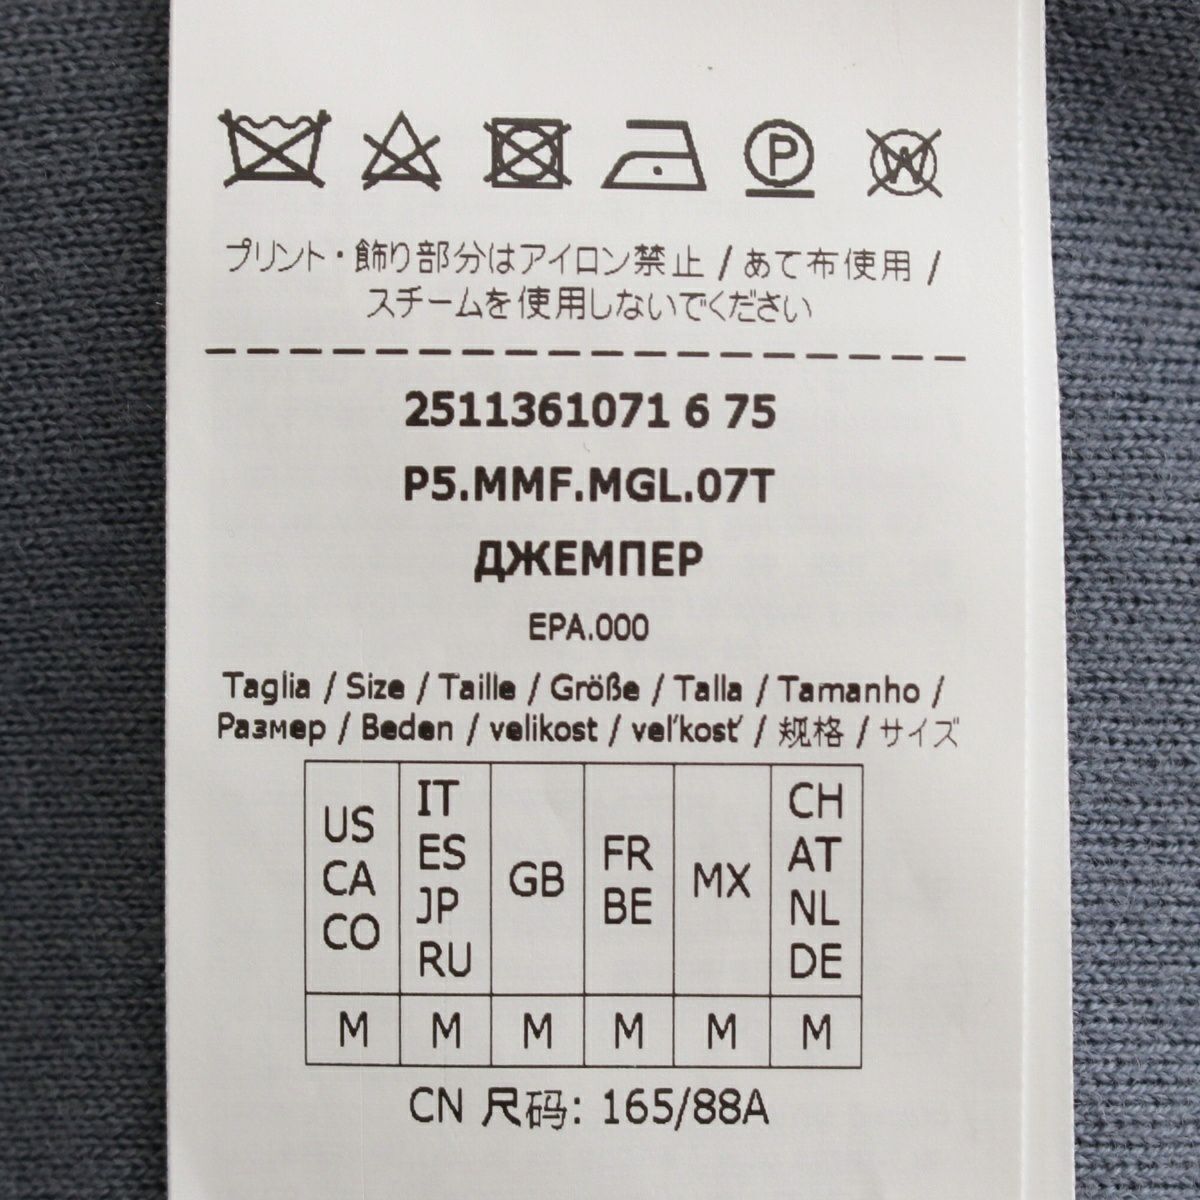 P W
プリント・飾り部分はアイロン禁止 / あて布使用 /
スチームを使用しないでください
2511361071 6 75
P5.MMF.MGL.07T
ДЖЕМПЕР
EPA.000
Taglia / Size / Taille / Größe / Talla / Tamanho /
Размер / Beden / velikost / veľkosť / 规格 / サイズ
US CA CO IT ES JP RU GB FR BE MX CH AT NL DE
M M M M M M
CN 尺码: 165/88A